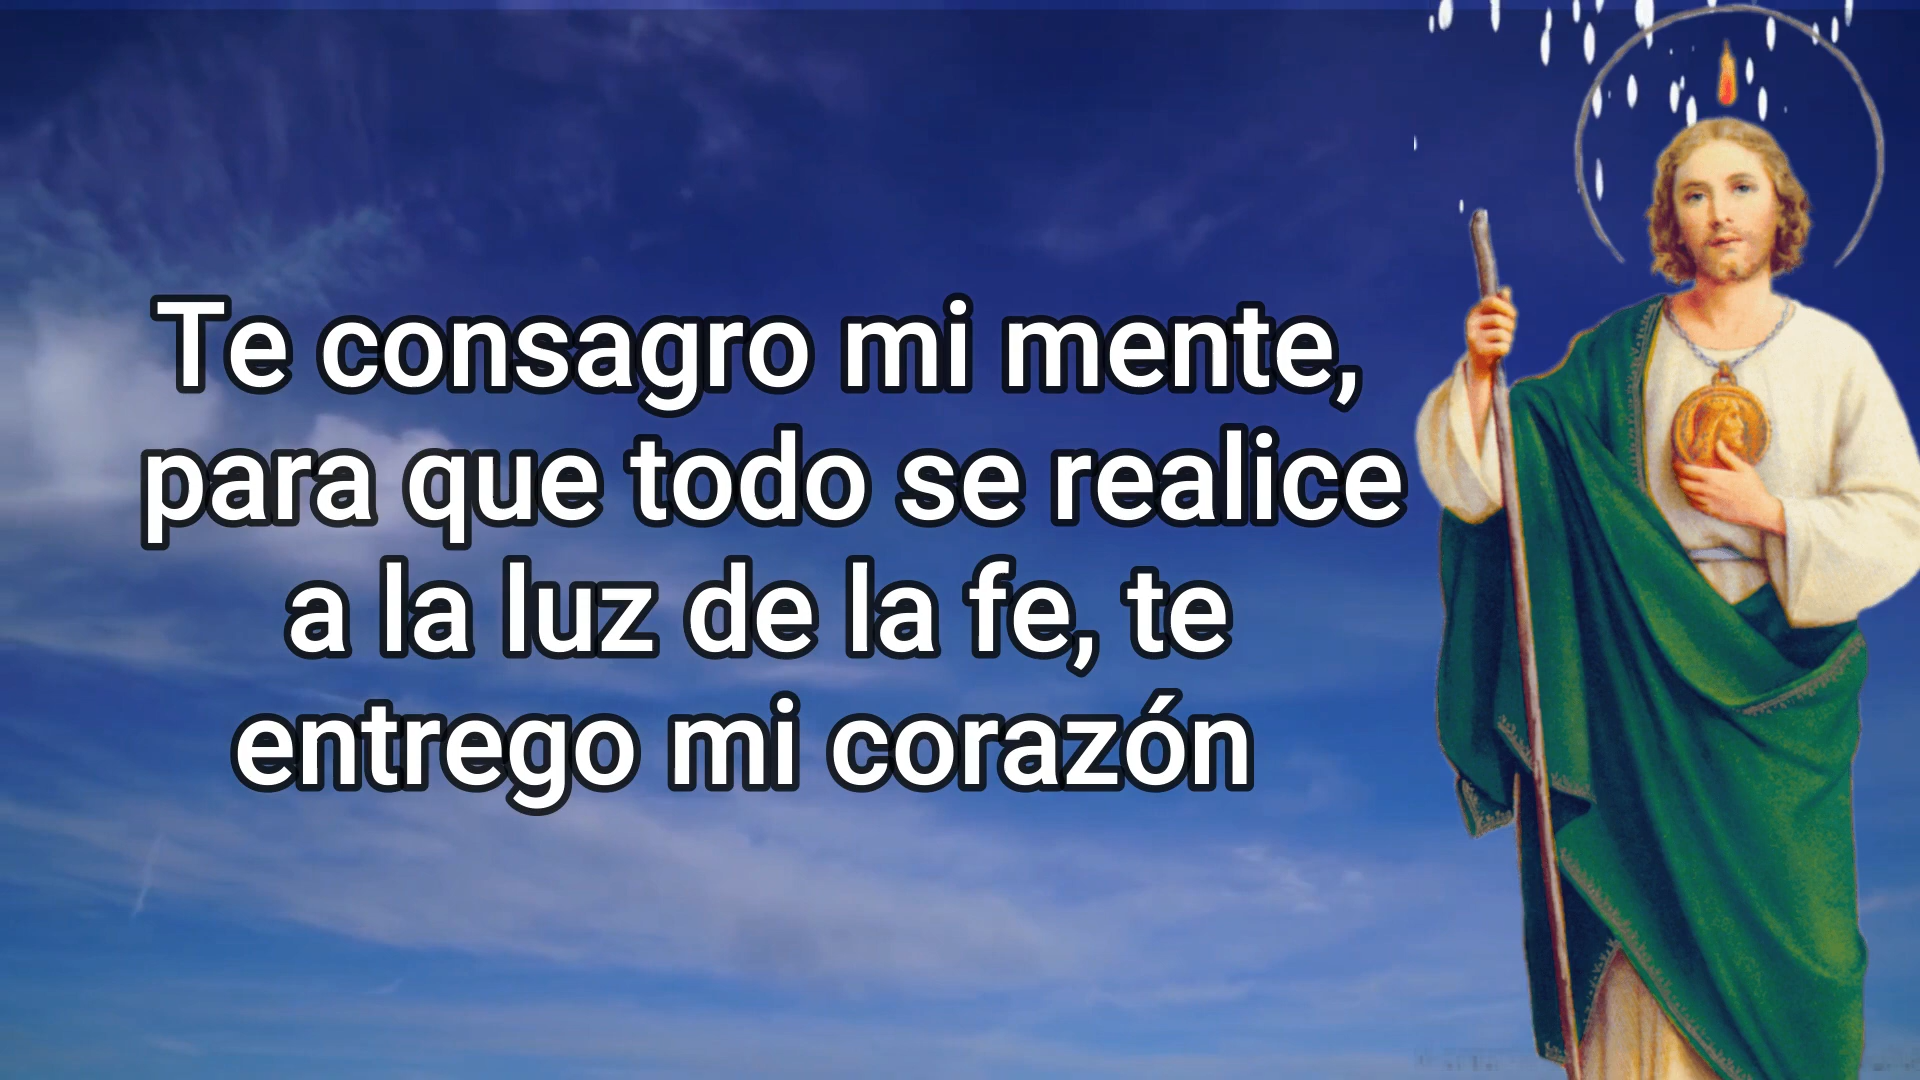 Te consagro mi mente,
para que todo se realice
a la luz de la fe, te
entrego mi corazón